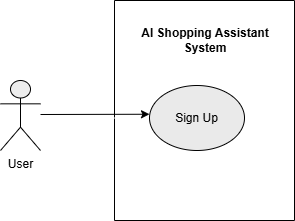 AI Shopping Assistant
System
Sign Up
User